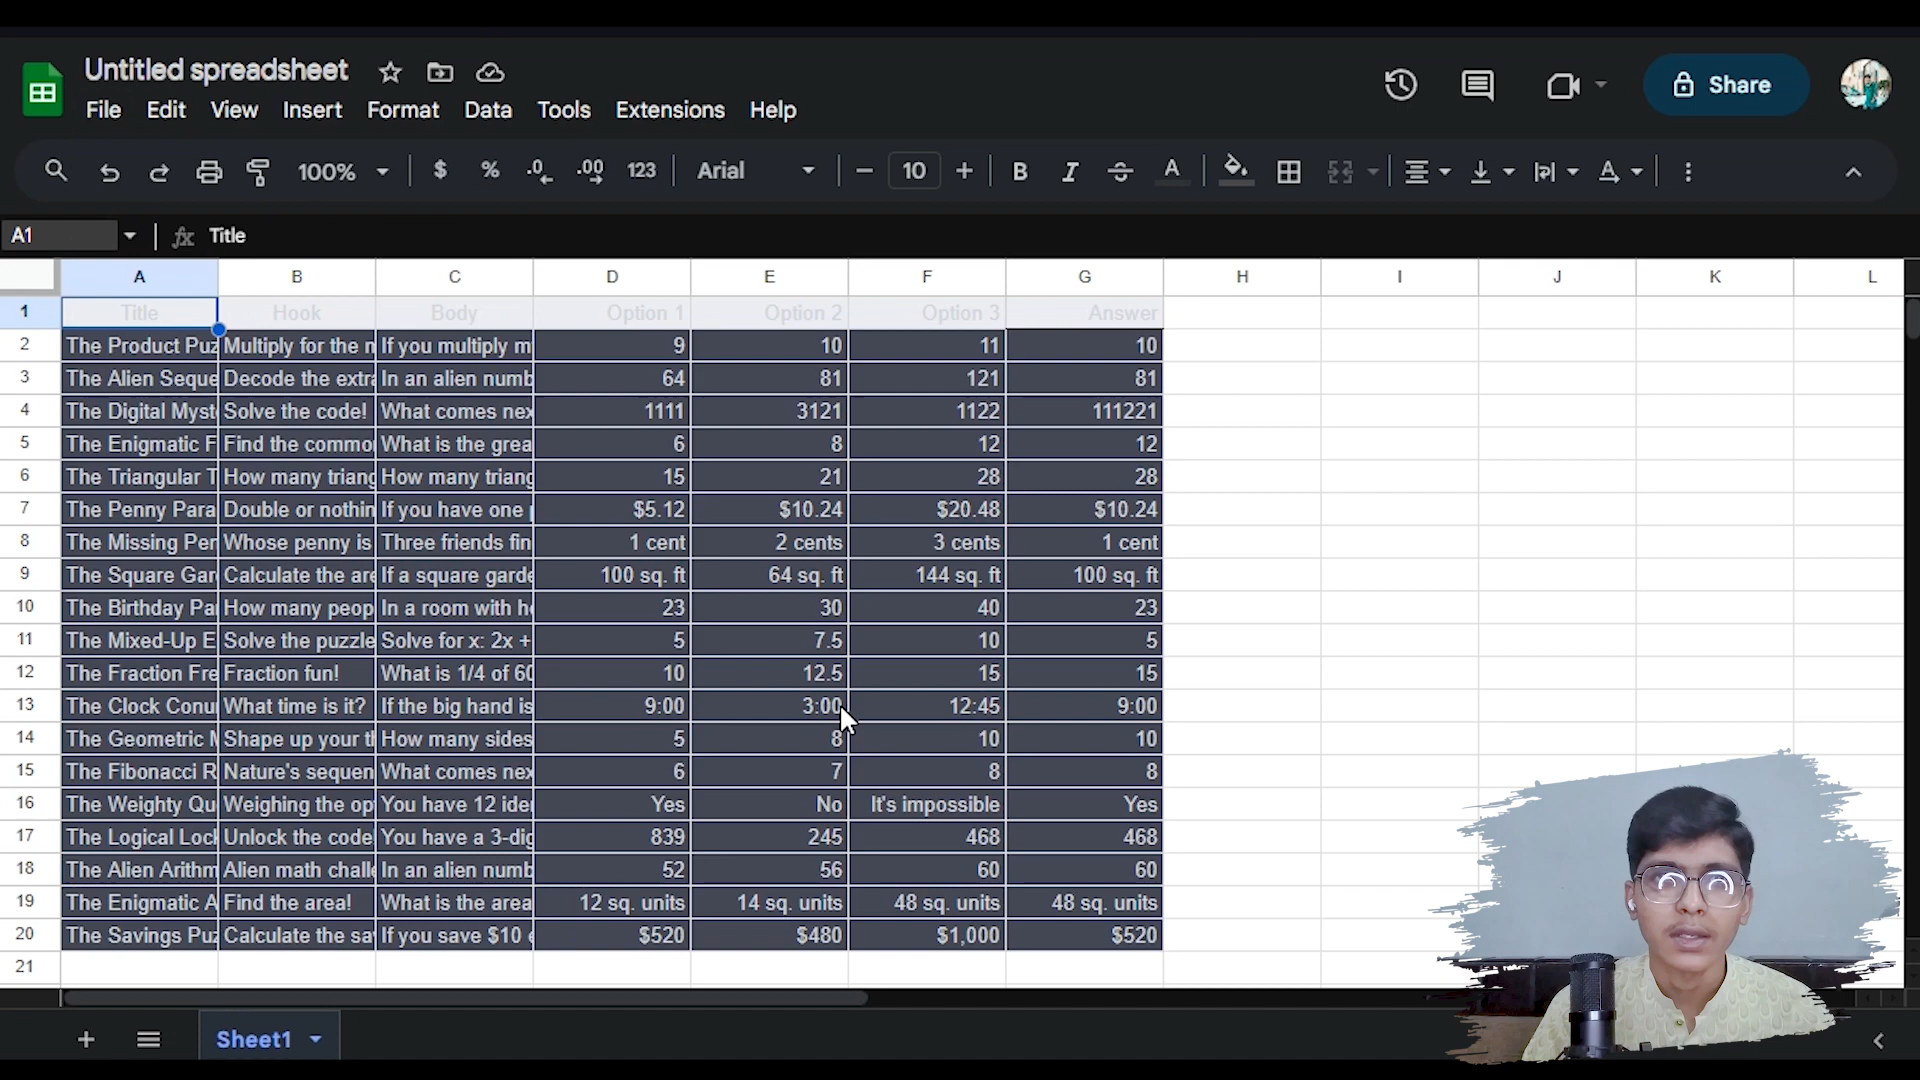 Untitled spreadsheet
File Edit View Insert Format Data Tools Extensions Help
Share
100% $ % .0 .00 123 Arial 10 B I A
A1 fx Title
A B C D E F G H I J K L
1 Title Hook Body Option 1 Option 2 Option 3 Answer
2 The Product Puz Multiply for the n If you multiply m 9 10 11 10
3 The Alien Seque Decode the extra In an alien numb 64 81 121 81
4 The Digital Myst Solve the code! What comes nex 1111 3121 1122 111221
5 The Enigmatic F Find the commo What is the grea 6 8 12 12
6 The Triangular T How many triang How many triang 15 21 28 28
7 The Penny Para Double or nothin If you have one $5.12 $10.24 $20.48 $10.24
8 The Missing Pen Whose penny is Three friends fin 1 cent 2 cents 3 cents 1 cent
9 The Square Gar Calculate the are If a square garde 100 sq. ft 64 sq. ft 144 sq. ft 100 sq. ft
10 The Birthday Pa How many peop In a room with h 23 30 40 23
11 The Mixed-Up E Solve the puzzle Solve for x: 2x + 5 7.5 10 5
12 The Fraction Fre Fraction fun! What is 1/4 of 60 10 12.5 15 15
13 The Clock Conu What time is it? If the big hand is 9:00 3:00 12:45 9:00
14 The Geometric M Shape up your th How many sides 5 8 10 10
15 The Fibonacci R Nature's sequen What comes nex 6 7 8 8
16 The Weighty Qu Weighing the op You have 12 ide Yes No It's impossible Yes
17 The Logical Lock Unlock the code You have a 3-dig 839 245 468 468
18 The Alien Arithm Alien math challe In an alien numb 52 56 60 60
19 The Enigmatic A Find the area! What is the area 12 sq. units 14 sq. units 48 sq. units 48 sq. units
20 The Savings Puz Calculate the sa If you save $10 $520 $480 $1,000 $520
21
Sheet1